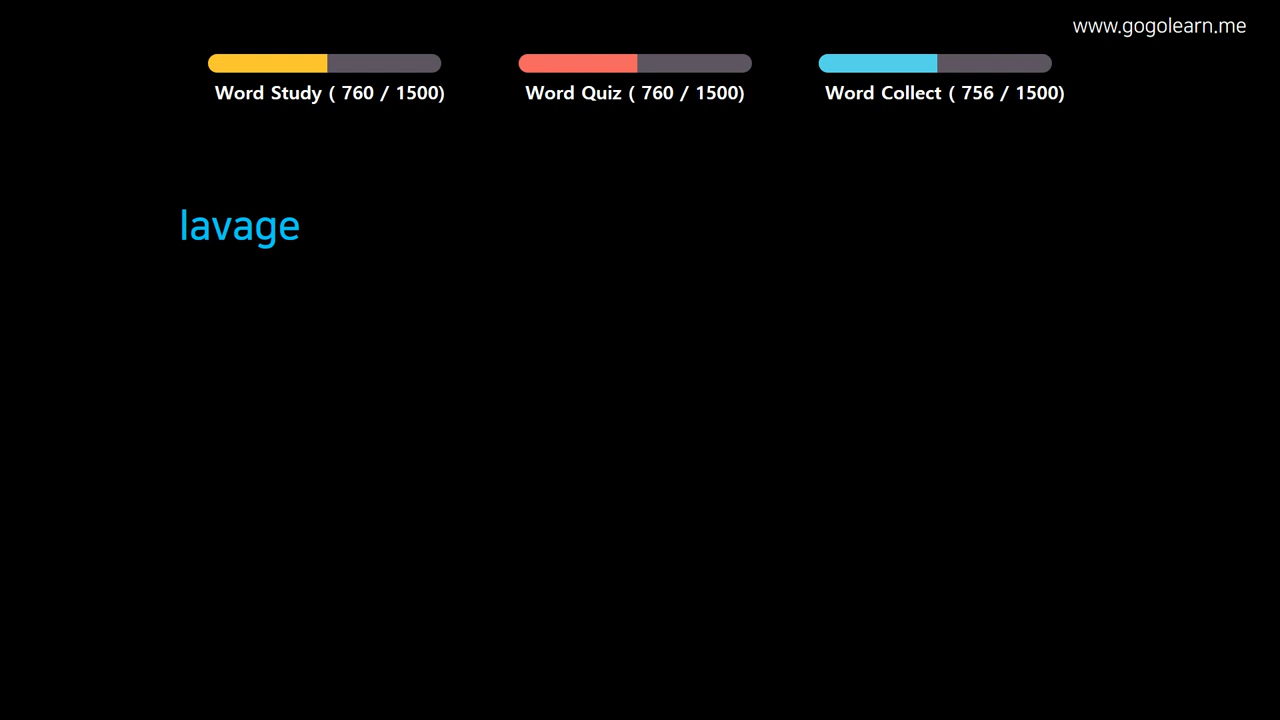 www.gogolearn.me
Word Study ( 760 / 1500)
Word Quiz ( 760 / 1500)
Word Collect ( 756 / 1500)
lavage